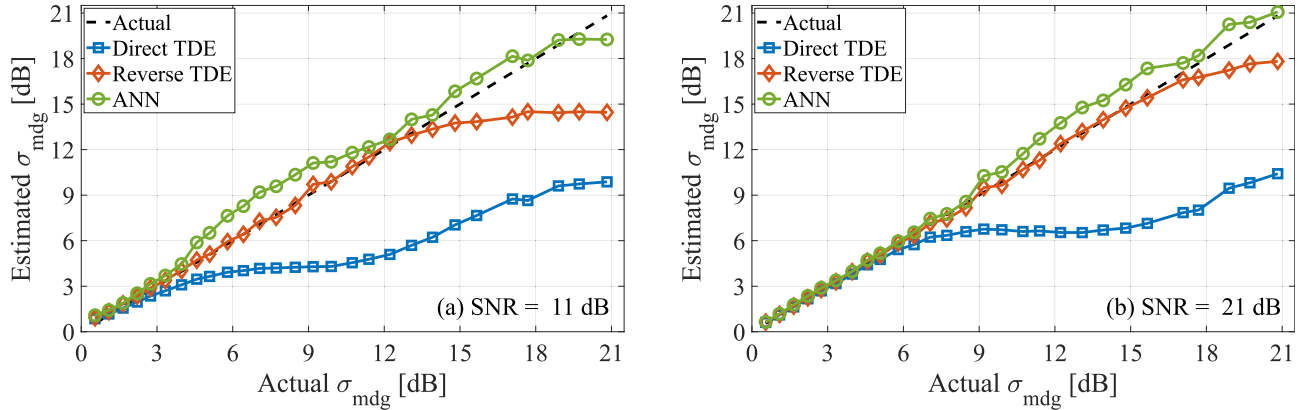 21
18
15
12
9
6
3
0
Estimated σmdg [dB]
Actual
Direct TDE
Reverse TDE
ANN
(a) SNR = 11 dB
0 3 6 9 12 15 18 21
Actual σmdg [dB]
21
18
15
12
9
6
3
0
Estimated σmdg [dB]
Actual
Direct TDE
Reverse TDE
ANN
(b) SNR = 21 dB
0 3 6 9 12 15 18 21
Actual σmdg [dB]